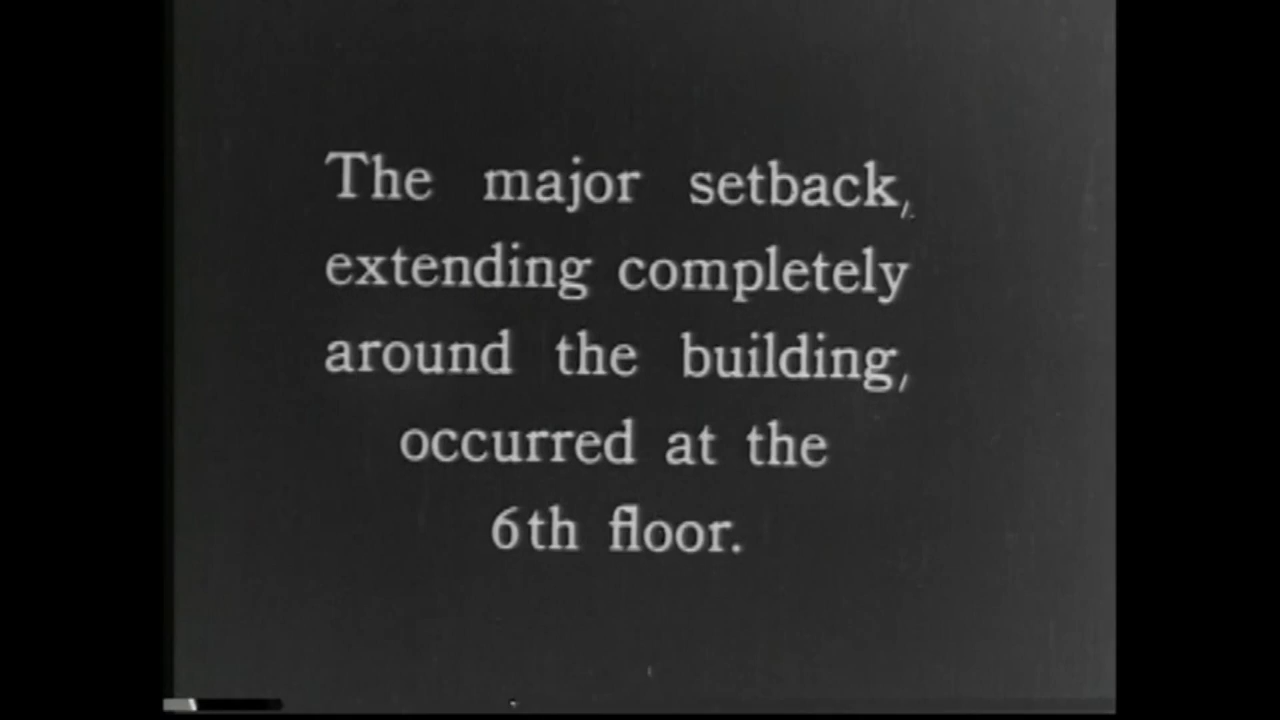 The major setback,
extending completely
around the building,
occurred at the
6th floor.